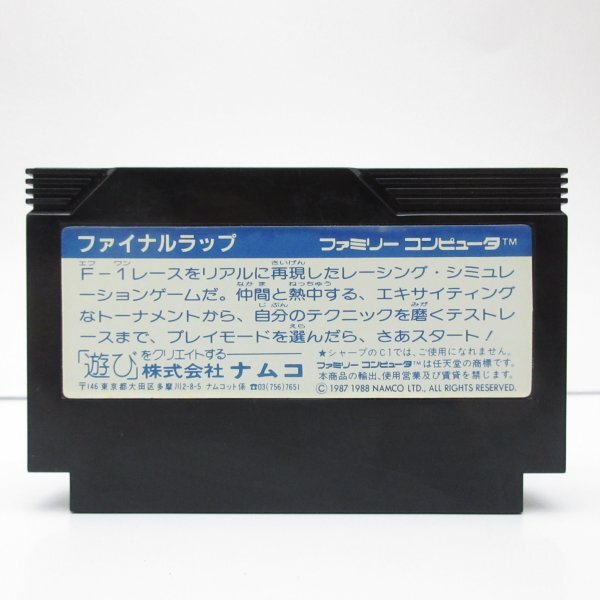 ファイナルラップ ファミリー コンピュータ™
エフ ワン さいげん
F-1レースをリアルに再現したレーシング・シミュレ
なかま ねっちゅう
ーションゲームだ。仲間と熱中する、エキサイティング
じぶん みが
なトーナメントから、自分のテクニックを磨くテストレ
えら
ースまで、プレイモードを選んだら、さあスタート!
「遊び」をクリエイトする
株式会社 ナムコ
〒146 東京都大田区多摩川2-8-5 ナムコット係 ☎03(756)7651
★シャープのC1では、ご使用になれません。
ファミリー コンピュータ™は任天堂の商標です。
本商品の輸出、使用営業及び賃貸を禁じます。
© 1987 1988 NAMCO LTD., ALL RIGHTS RESERVED.